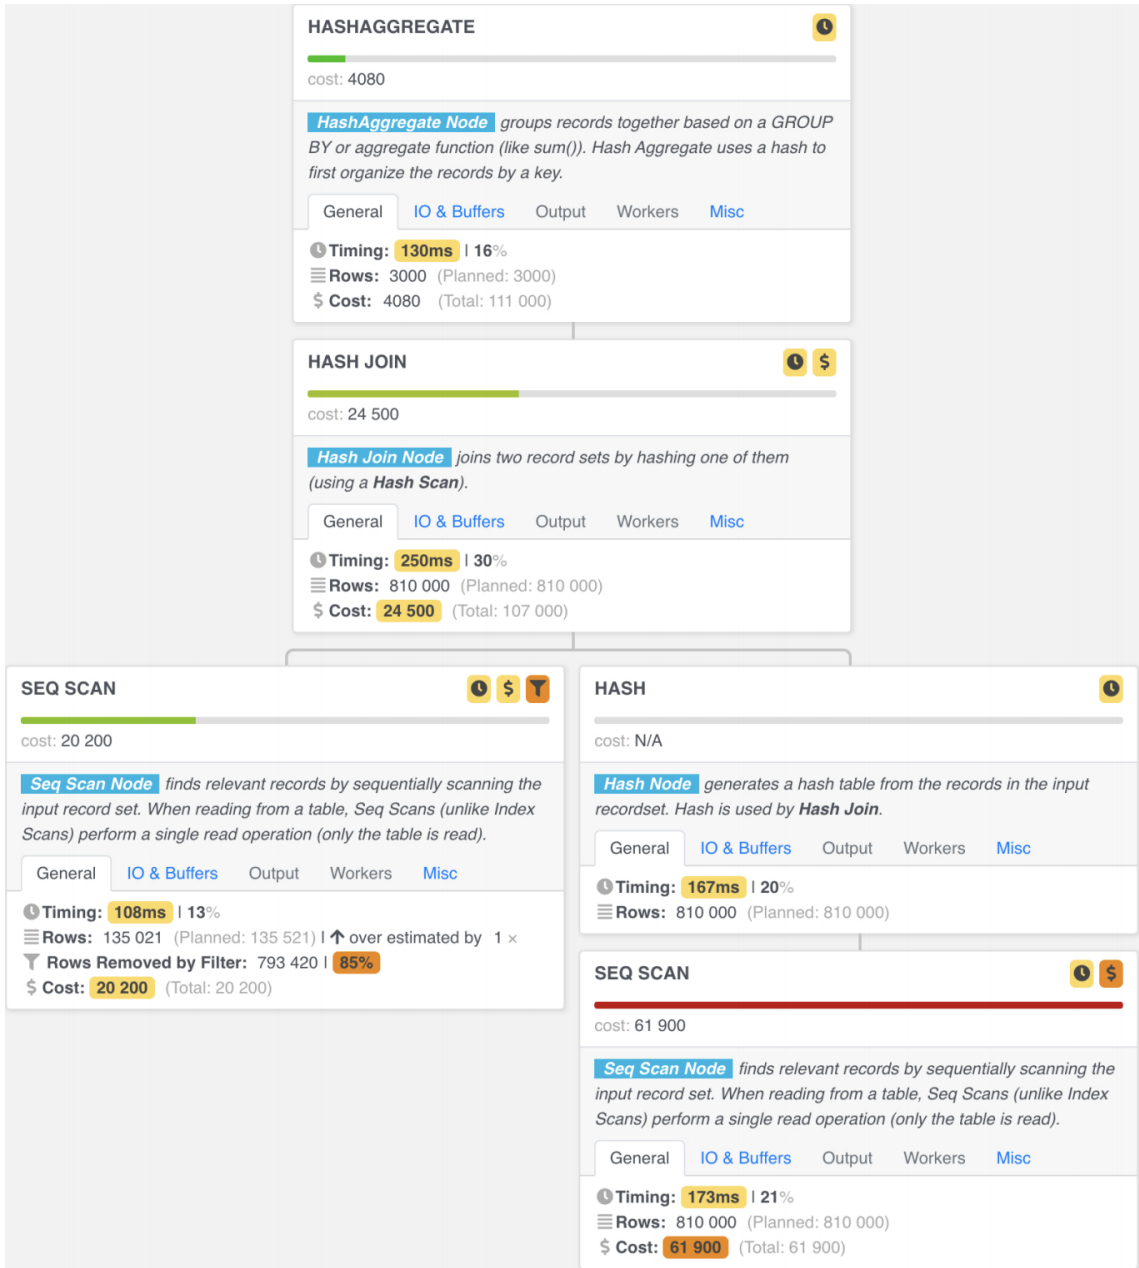 HASHAGGREGATE
cost: 4080
HashAggregate Node groups records together based on a GROUP
BY or aggregate function (like sum()). Hash Aggregate uses a hash to
first organize the records by a key.
General IO & Buffers Output Workers Misc
Timing: 130ms | 16%
Rows: 3000 (Planned: 3000)
$ Cost: 4080 (Total: 111 000)
HASH JOIN $
cost: 24 500
Hash Join Node joins two record sets by hashing one of them
(using a Hash Scan).
General IO & Buffers Output Workers Misc
Timing: 250ms | 30%
Rows: 810 000 (Planned: 810 000)
$ Cost: 24 500 (Total: 107 000)
SEQ SCAN $
cost: 20 200
Seq Scan Node finds relevant records by sequentially scanning the
input record set. When reading from a table, Seq Scans (unlike Index
Scans) perform a single read operation (only the table is read).
General IO & Buffers Output Workers Misc
Timing: 108ms | 13%
Rows: 135 021 (Planned: 135 521) | over estimated by 1 ×
Rows Removed by Filter: 793 420 | 85%
$ Cost: 20 200 (Total: 20 200)
HASH
cost: N/A
Hash Node generates a hash table from the records in the input
recordset. Hash is used by Hash Join.
General IO & Buffers Output Workers Misc
Timing: 167ms | 20%
Rows: 810 000 (Planned: 810 000)
SEQ SCAN $
cost: 61 900
Seq Scan Node finds relevant records by sequentially scanning the
input record set. When reading from a table, Seq Scans (unlike Index
Scans) perform a single read operation (only the table is read).
General IO & Buffers Output Workers Misc
Timing: 173ms | 21%
Rows: 810 000 (Planned: 810 000)
$ Cost: 61 900 (Total: 61 900)